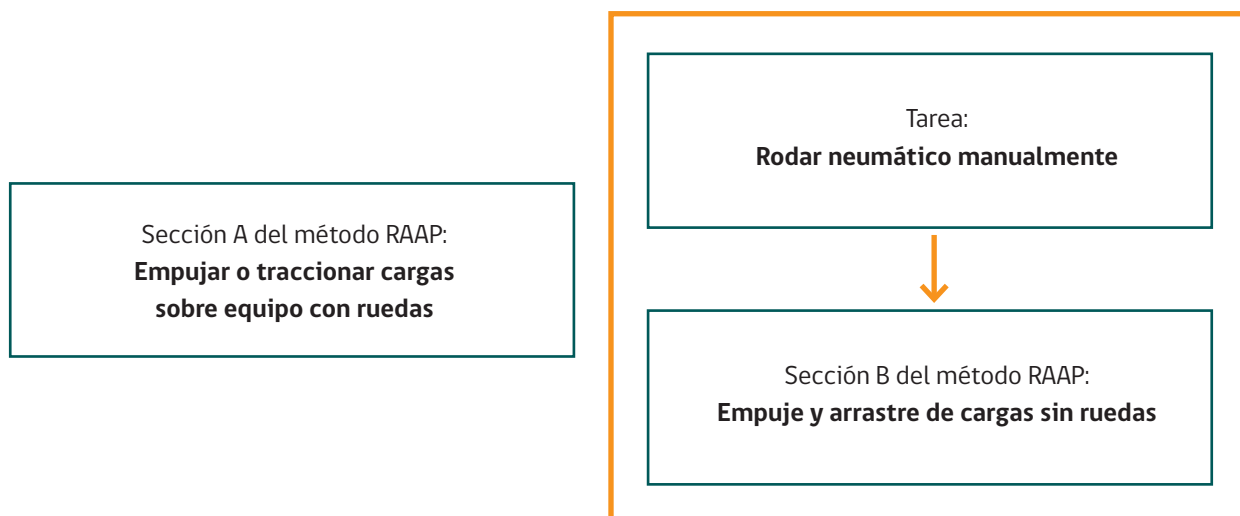 Sección A del método RAAP:
Empujar o traccionar cargas
sobre equipo con ruedas
Tarea:
Rodar neumático manualmente
Sección B del método RAAP:
Empuje y arrastre de cargas sin ruedas